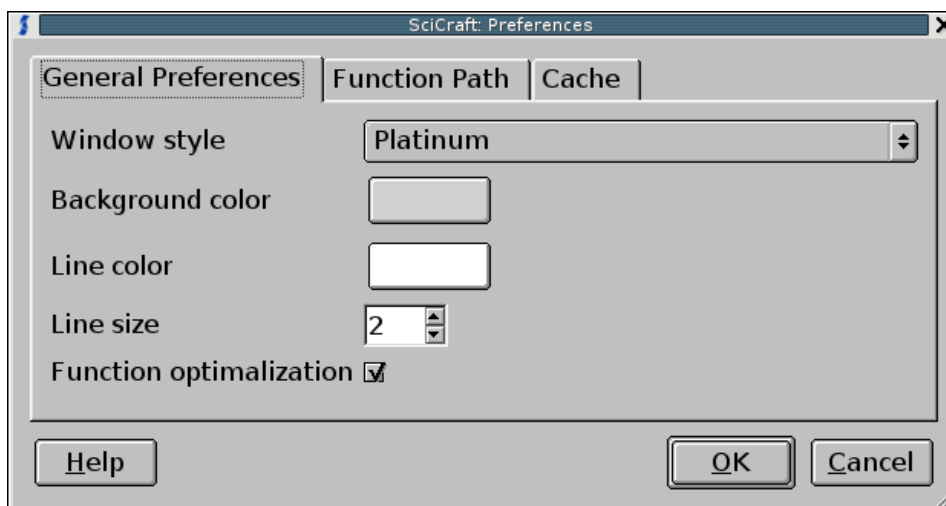 SciCraft: Preferences
General Preferences Function Path Cache
Window style Platinum
Background color
Line color
Line size 2
Function optimalization
Help OK Cancel